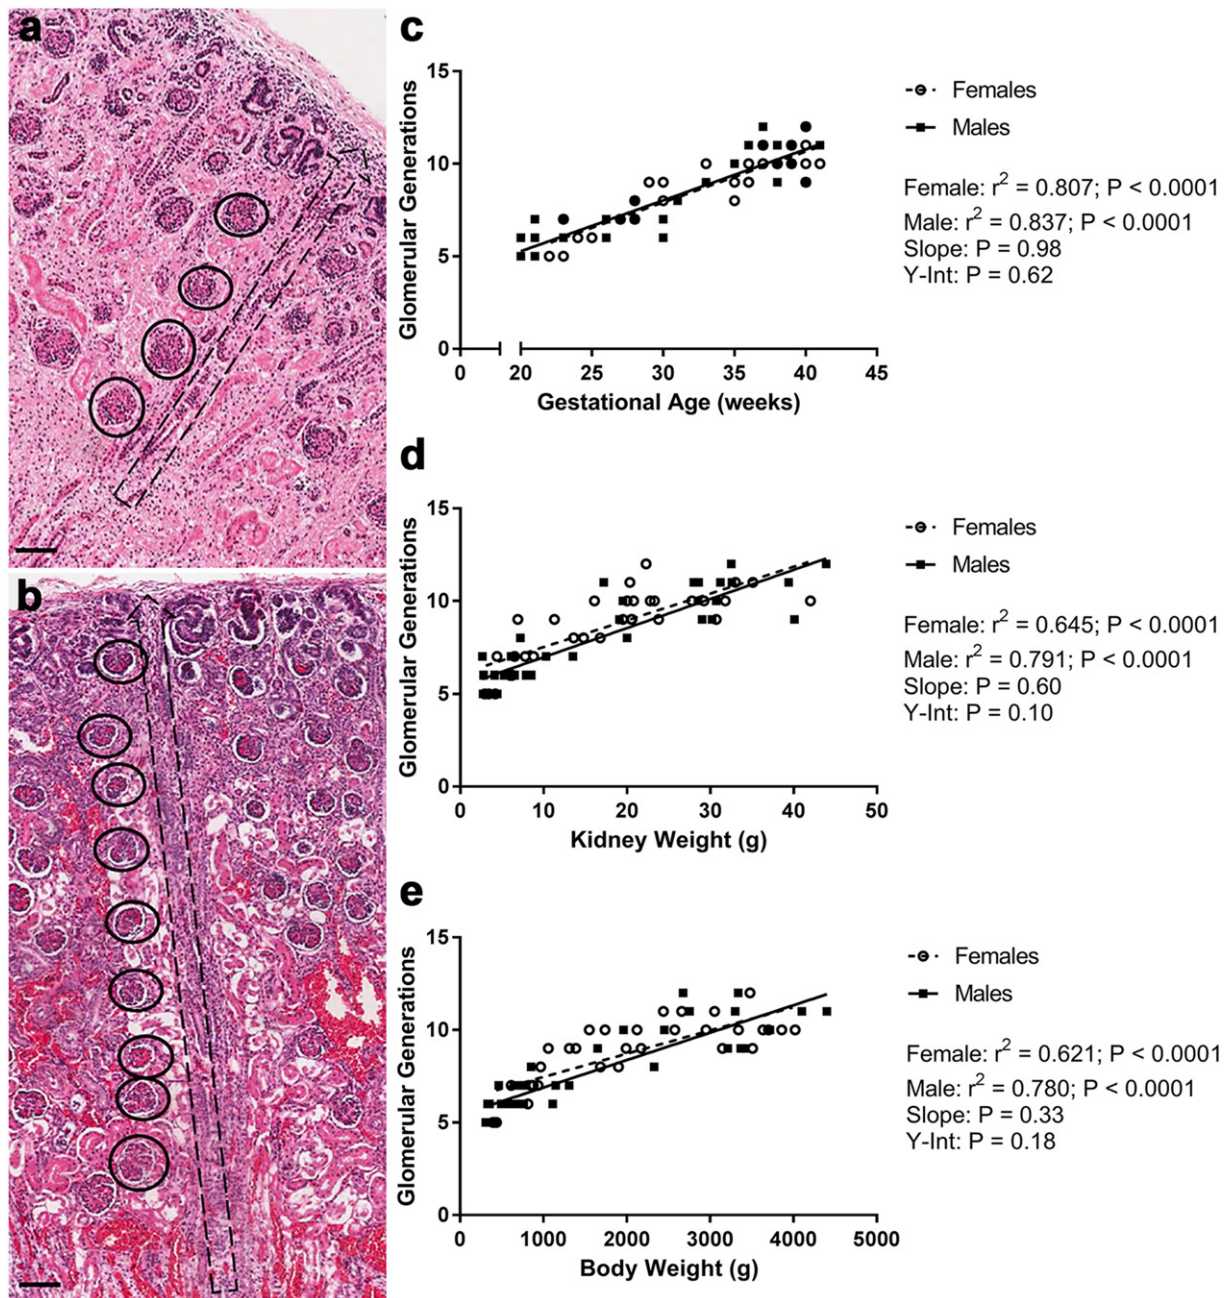 a
b
c
15
10
5
0
Glomerular Generations
0 20 25 30 35 40 45
Gestational Age (weeks)
Females
Males
Female: r² = 0.807; P < 0.0001
Male: r² = 0.837; P < 0.0001
Slope: P = 0.98
Y-Int: P = 0.62
d
15
10
5
0
Glomerular Generations
0 10 20 30 40 50
Kidney Weight (g)
Females
Males
Female: r² = 0.645; P < 0.0001
Male: r² = 0.791; P < 0.0001
Slope: P = 0.60
Y-Int: P = 0.10
e
15
10
5
0
Glomerular Generations
0 1000 2000 3000 4000 5000
Body Weight (g)
Females
Males
Female: r² = 0.621; P < 0.0001
Male: r² = 0.780; P < 0.0001
Slope: P = 0.33
Y-Int: P = 0.18